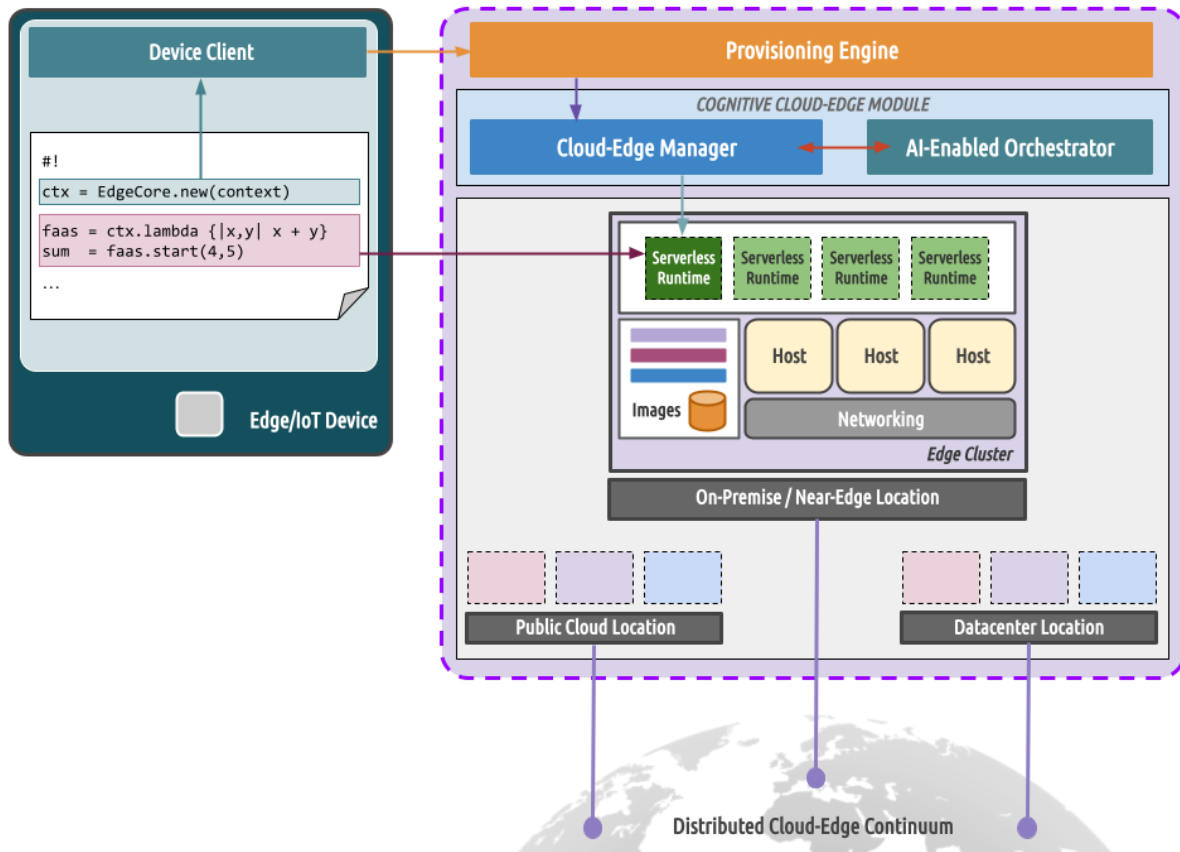 Device Client
#!
ctx = EdgeCore.new(context)
faas = ctx.lambda {|x,y| x + y}
sum  = faas.start(4,5)
...
Edge/IoT Device
Provisioning Engine
COGNITIVE CLOUD-EDGE MODULE
Cloud-Edge Manager
AI-Enabled Orchestrator
Serverless
Runtime
Serverless
Runtime
Serverless
Runtime
Serverless
Runtime
Images
Host
Host
Host
Networking
Edge Cluster
On-Premise / Near-Edge Location
Public Cloud Location
Datacenter Location
Distributed Cloud-Edge Continuum